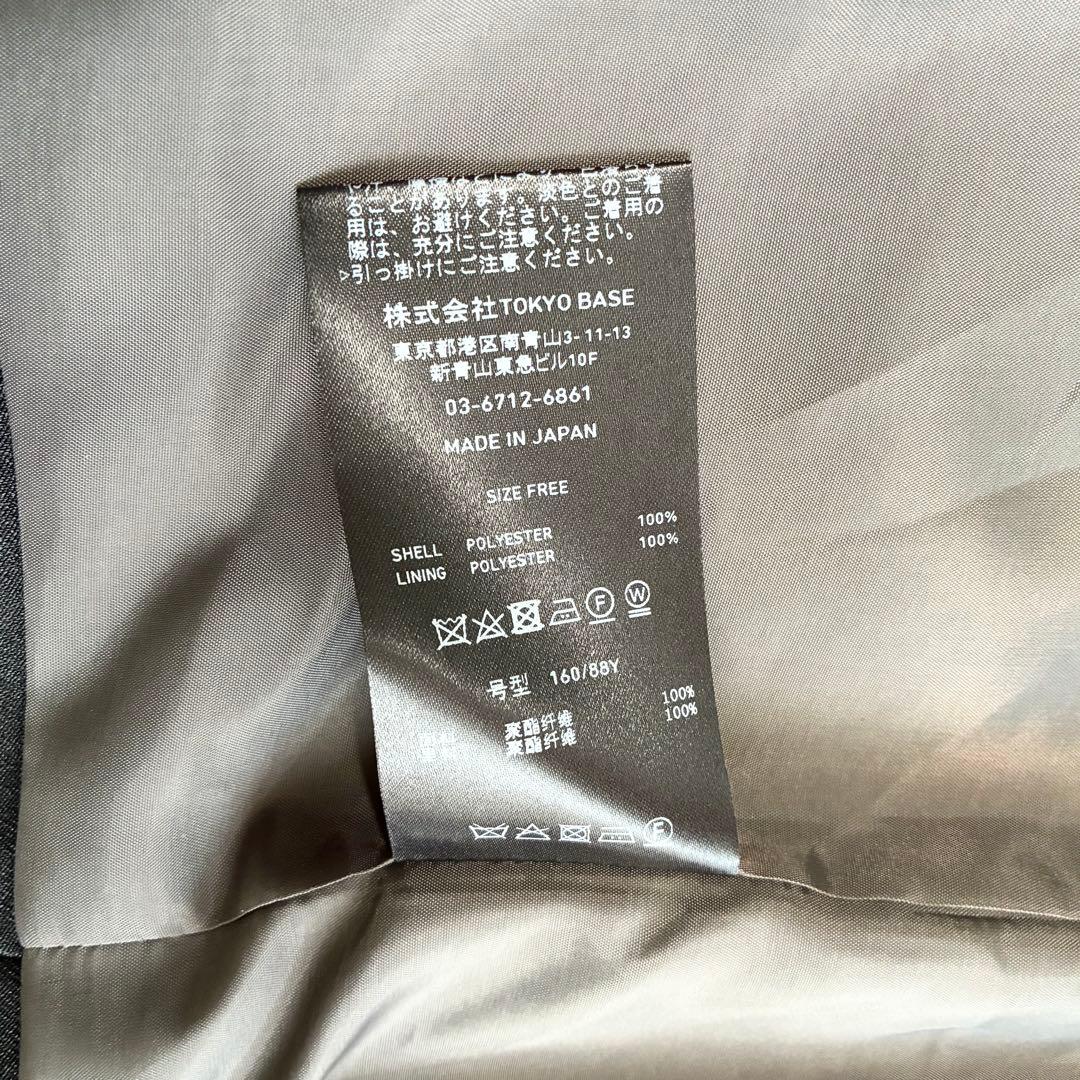 ることがあります。淡色とのご着
用は、お避けください。ご着用の
際は、充分にご注意ください。
▷引っ掛けにご注意ください。
株式会社TOKYO BASE
東京都港区南青山3-11-13
新青山東急ビル10F
03-6712-6861
MADE IN JAPAN
SIZE FREE
SHELL POLYESTER 100%
LINING POLYESTER 100%
F W
号型 160/88Y
聚酯纤维 100%
聚酯纤维 100%
F